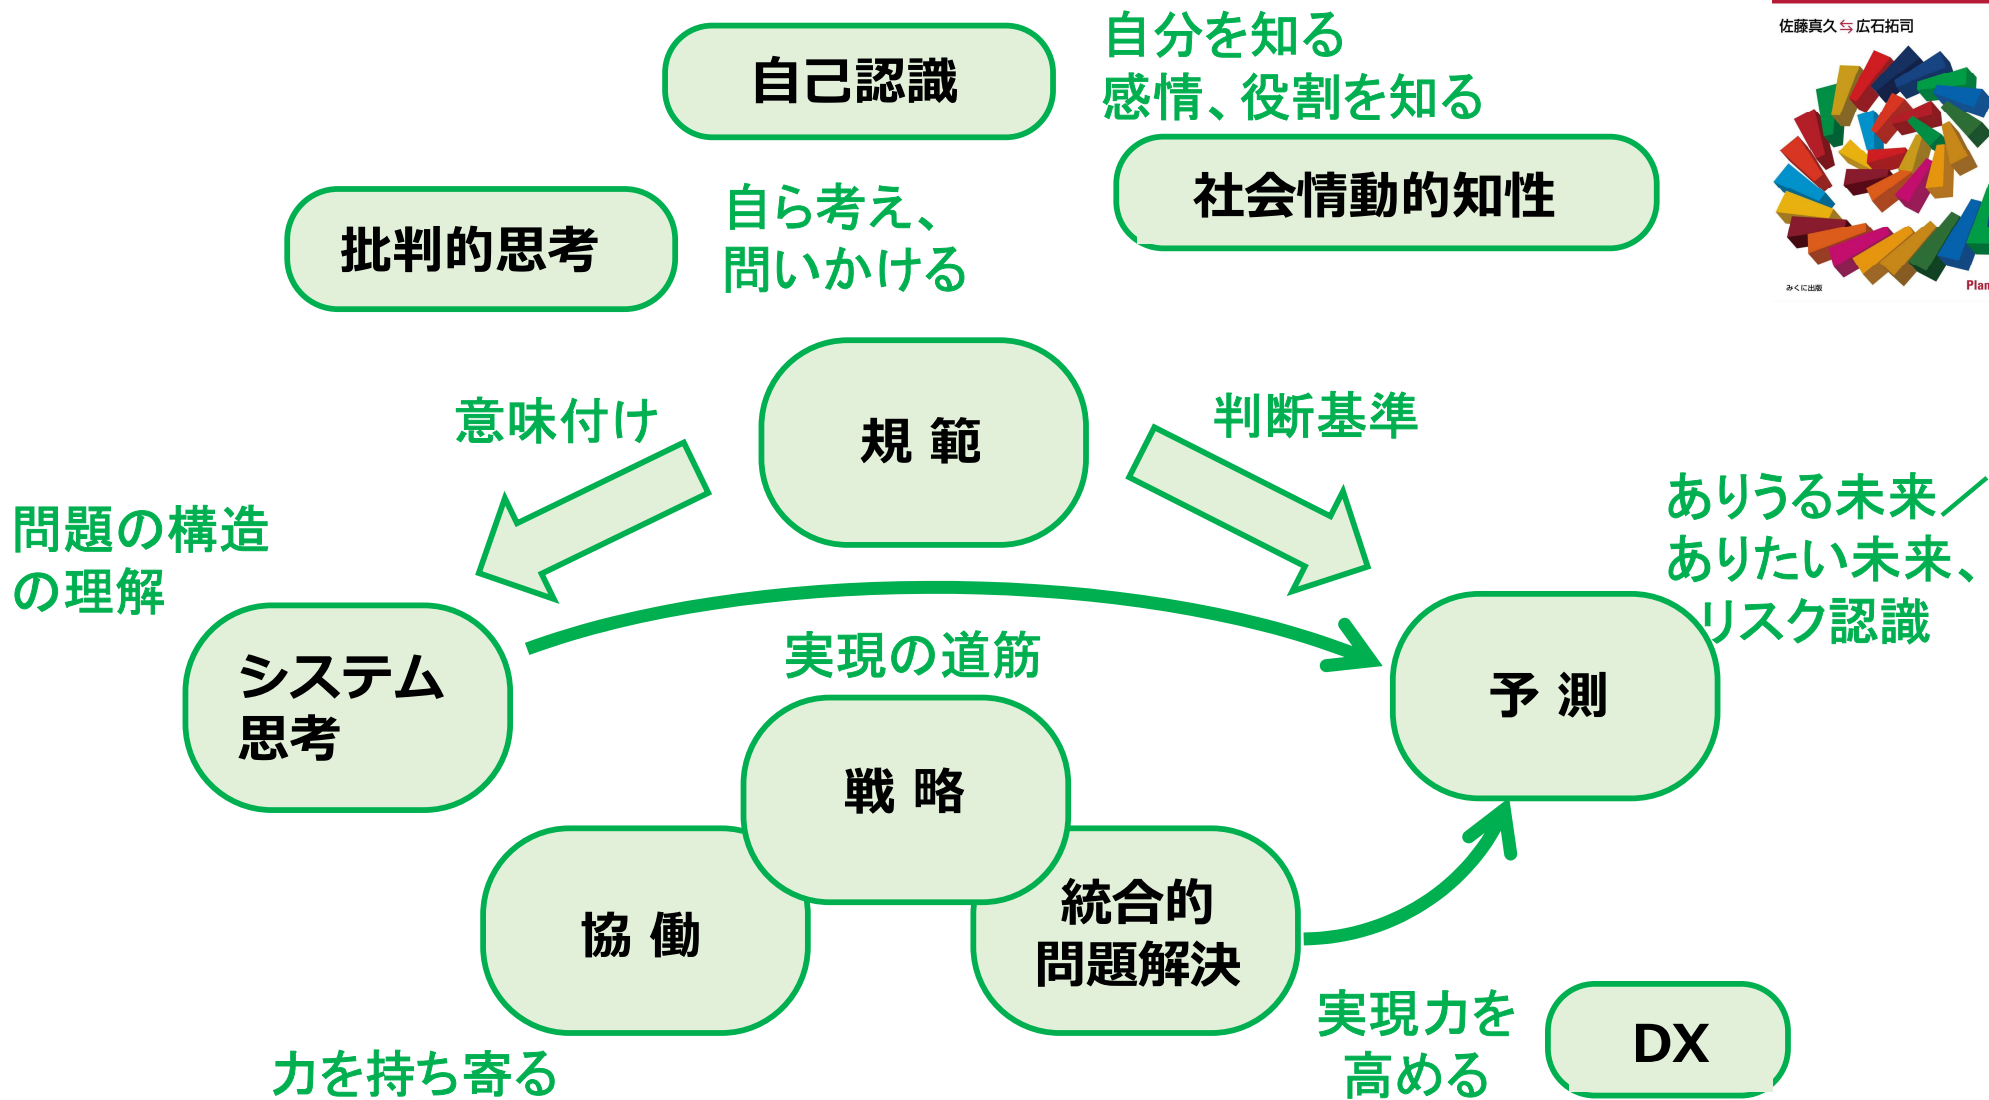 自己認識
自分を知る
感情、役割を知る
佐藤真久⇆広石拓司
社会情動的知性
批判的思考
自ら考え、
問いかける
みくに出版
Plan
規 範
意味付け
判断基準
問題の構造
の理解
ありうる未来／
ありたい未来、
リスク認識
システム
思考
実現の道筋
予 測
戦 略
協 働
統合的
問題解決
力を持ち寄る
実現力を
高める
DX